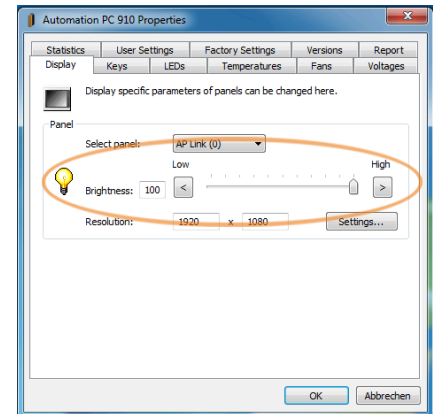 Automation PC 910 Properties
Statistics User Settings Factory Settings Versions Report
Display Keys LEDs Temperatures Fans Voltages
Display specific parameters of panels can be changed here.
Panel
Select panel: AP Link (0)
Low High
Brightness: 100 < >
Resolution: 1920 x 1080 Settings...
OK Abbrechen